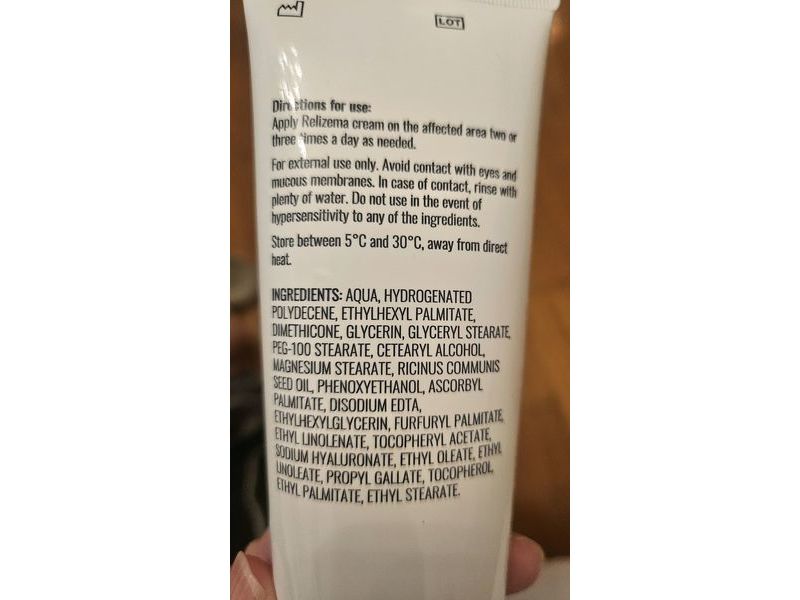 LOT
Directions for use:
Apply Relizema cream on the affected area two or
three times a day as needed.
For external use only. Avoid contact with eyes and
mucous membranes. In case of contact, rinse with
plenty of water. Do not use in the event of
hypersensitivity to any of the ingredients.
Store between 5°C and 30°C, away from direct
heat.
INGREDIENTS: AQUA, HYDROGENATED
POLYDECENE, ETHYLHEXYL PALMITATE,
DIMETHICONE, GLYCERIN, GLYCERYL STEARATE,
PEG-100 STEARATE, CETEARYL ALCOHOL,
MAGNESIUM STEARATE, RICINUS COMMUNIS
SEED OIL, PHENOXYETHANOL, ASCORBYL
PALMITATE, DISODIUM EDTA,
ETHYLHEXYLGLYCERIN, FURFURYL PALMITATE,
ETHYL LINOLENATE, TOCOPHERYL ACETATE,
SODIUM HYALURONATE, ETHYL OLEATE, ETHYL
LINOLEATE, PROPYL GALLATE, TOCOPHEROL,
ETHYL PALMITATE, ETHYL STEARATE.